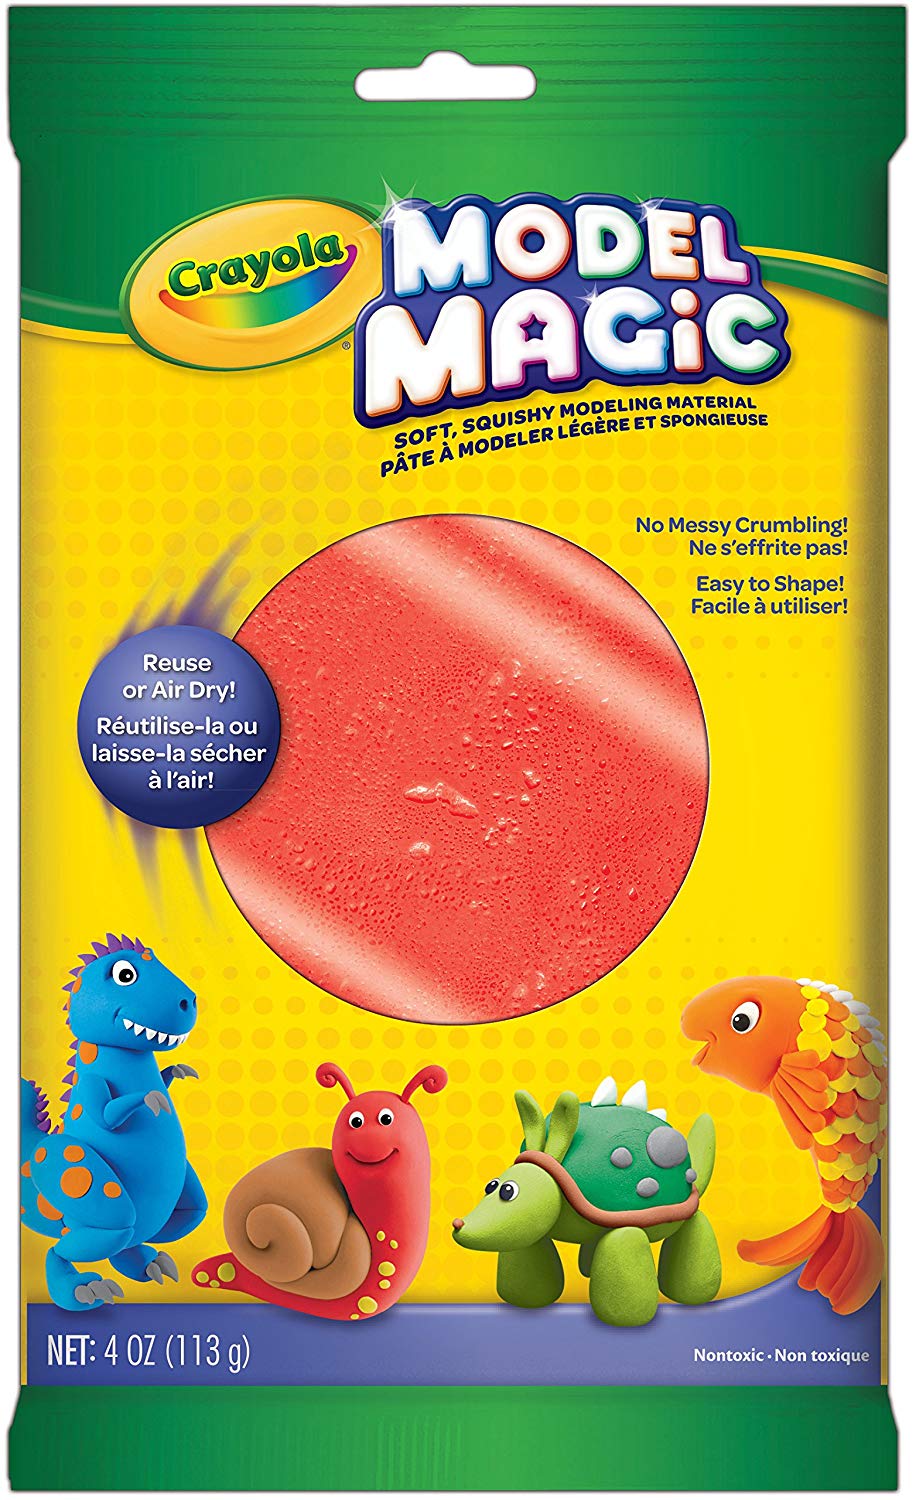 Crayola
®
MODEL
MAGiC
SOFT, SQUISHY MODELING MATERIAL
PÂTE À MODELER LÉGÈRE ET SPONGIEUSE
No Messy Crumbling!
Ne s'effrite pas!
Easy to Shape!
Facile à utiliser!
Reuse
or Air Dry!
Réutilise-la ou
laisse-la sécher
à l'air!
NET: 4 OZ (113 g)
Nontoxic • Non toxique